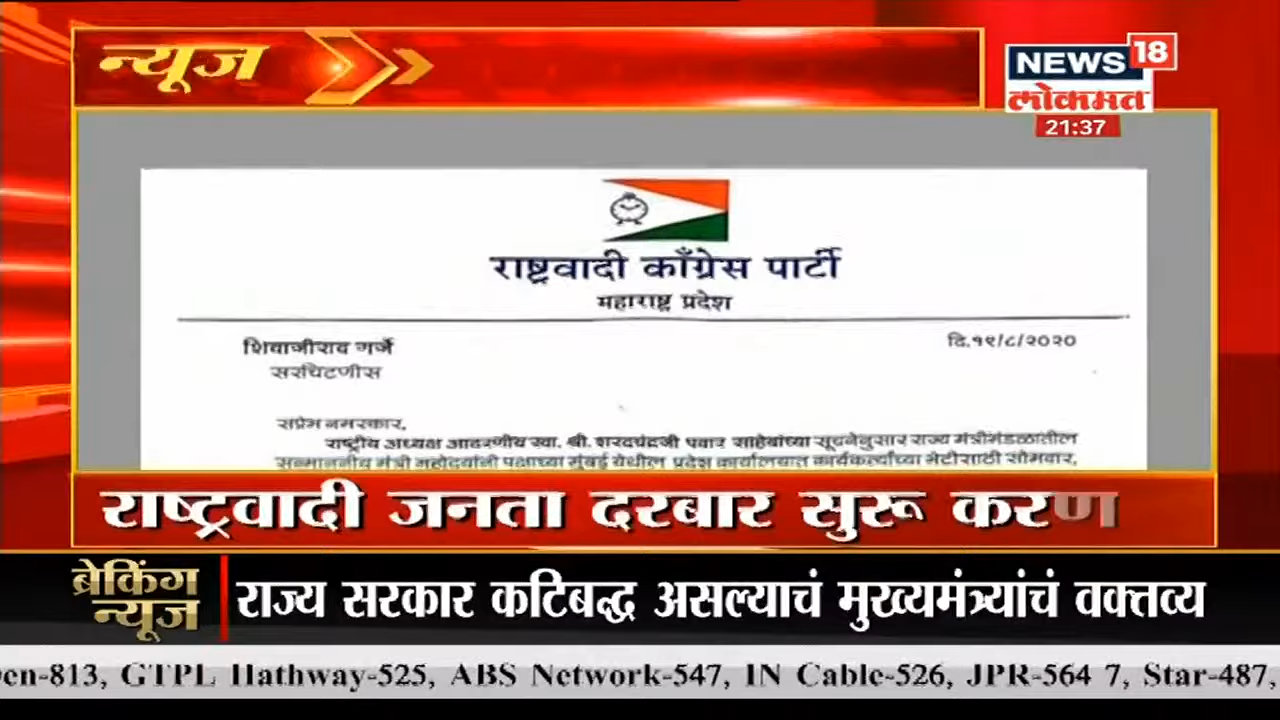 न्यूज
NEWS 18
लोकमत
21:37
राष्ट्रवादी काँग्रेस पार्टी
महाराष्ट्र प्रदेश
शिवाजीराव गर्जे
दि.१९/८/२०२०
सरचिटणीस
सप्रेम नमस्कार,
राष्ट्रीय अध्यक्ष आदरणीय खा. श्री. शरदचंद्रजी पवार साहेबांच्या सूचनेनुसार राज्य मंत्रीमंडळातील
सन्माननीय मंत्री महोदयांनी पक्षाच्या मुंबई येथील प्रदेश कार्यालयात कार्यकर्त्यांच्या भेटीसाठी सोमवार,
राष्ट्रवादी जनता दरबार सुरू करण
ब्रेकिंग
न्यूज
राज्य सरकार कटिबद्ध असल्याचं मुख्यमंत्र्यांचं वक्तव्य
en-813, GTPL Hathway-525, ABS Network-547, IN Cable-526, JPR-564 7, Star-487,